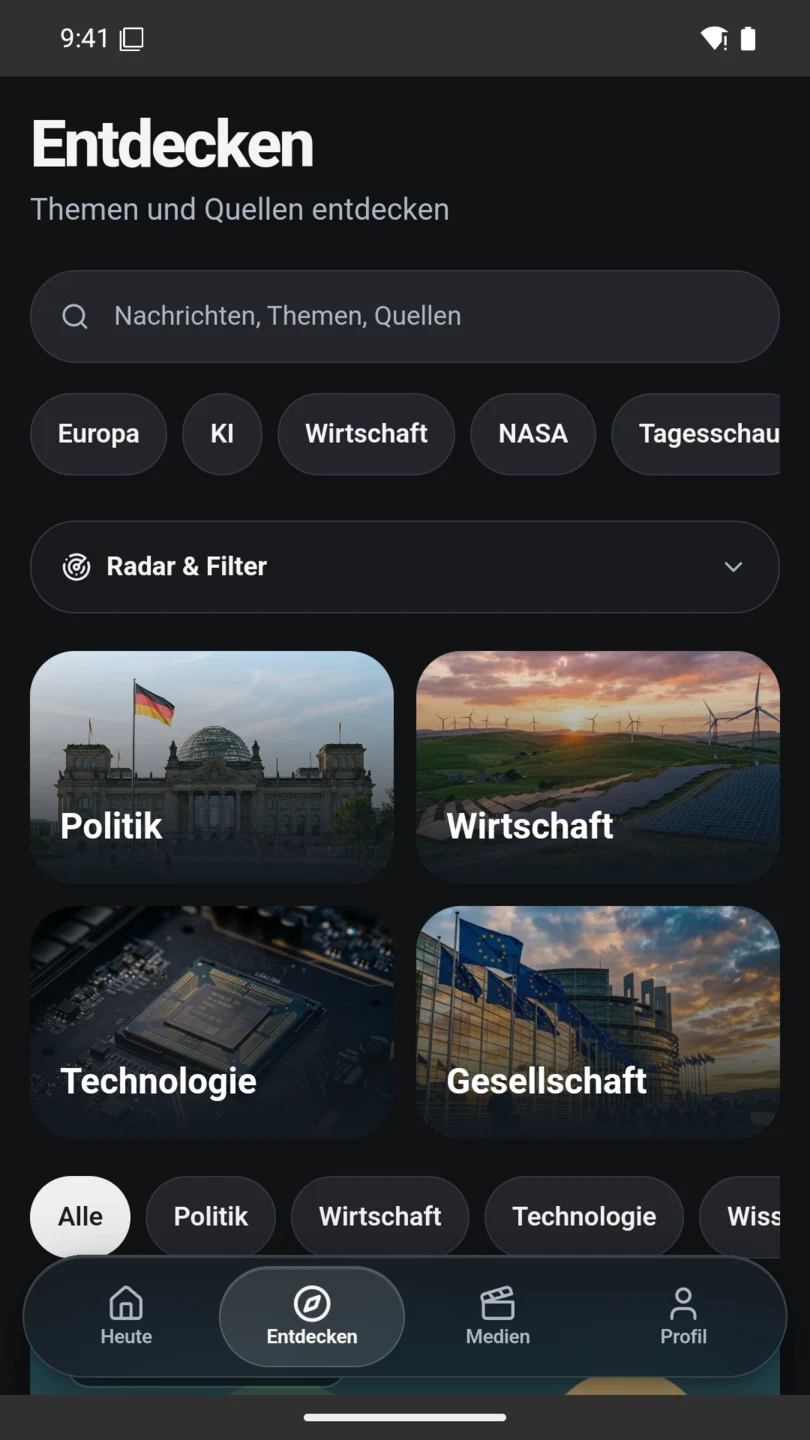 9:41
Entdecken
Themen und Quellen entdecken
Nachrichten, Themen, Quellen
Europa KI Wirtschaft NASA Tagesschau
Radar & Filter
Politik Wirtschaft
Technologie Gesellschaft
Alle Politik Wirtschaft Technologie Wiss
Heute Entdecken Medien Profil